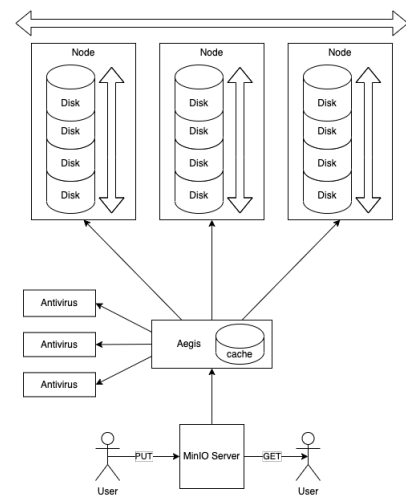 Node
Node
Node
Disk
Disk
Disk
Disk
Disk
Disk
Disk
Disk
Disk
Disk
Disk
Disk
Antivirus
Antivirus
Antivirus
Aegis
cache
PUT
MinIO Server
GET
User
User